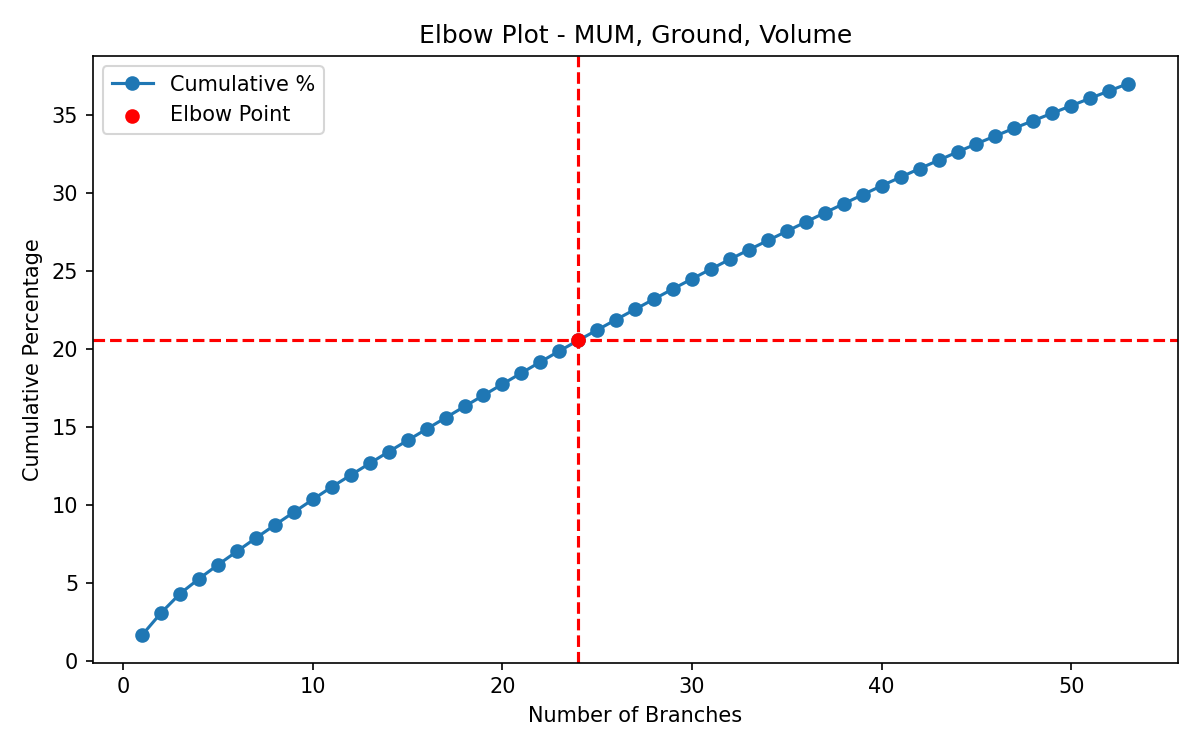 Elbow Plot - MUM, Ground, Volume
Cumulative %
Elbow Point
Cumulative Percentage
35
30
25
20
15
10
5
0
0 10 20 30 40 50
Number of Branches